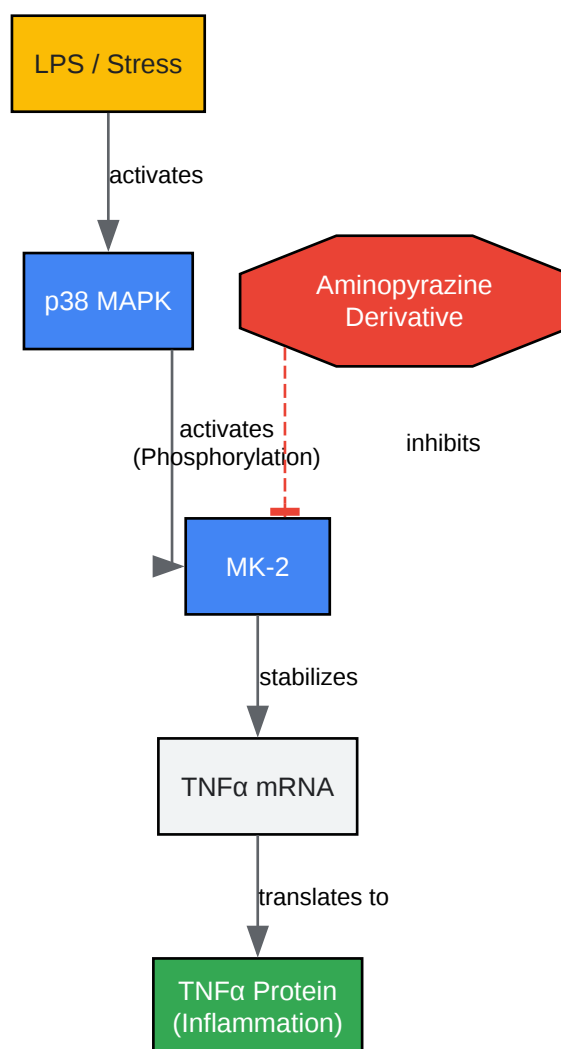 LPS / Stress
activates
p38 MAPK
Aminopyrazine
Derivative
activates
(Phosphorylation)
inhibits
MK-2
stabilizes
TNFα mRNA
translates to
TNFα Protein
(Inflammation)